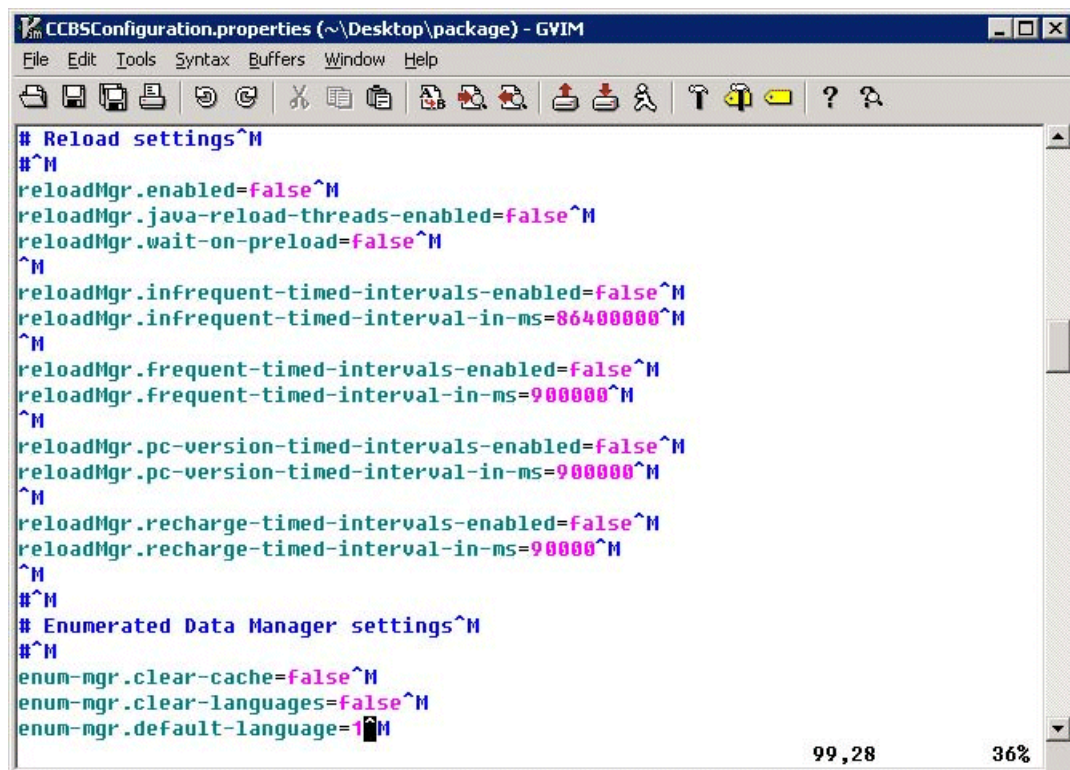 CCBSConfiguration.properties (~\Desktop\package) - GVIM
File Edit Tools Syntax Buffers Window Help
# Reload settings^M
#^M
reloadMgr.enabled=false^M
reloadMgr.java-reload-threads-enabled=false^M
reloadMgr.wait-on-preload=false^M
^M
reloadMgr.infrequent-timed-intervals-enabled=false^M
reloadMgr.infrequent-timed-interval-in-ms=86400000^M
^M
reloadMgr.frequent-timed-intervals-enabled=false^M
reloadMgr.frequent-timed-interval-in-ms=900000^M
^M
reloadMgr.pc-version-timed-intervals-enabled=false^M
reloadMgr.pc-version-timed-interval-in-ms=900000^M
^M
reloadMgr.recharge-timed-intervals-enabled=false^M
reloadMgr.recharge-timed-interval-in-ms=90000^M
^M
#^M
# Enumerated Data Manager settings^M
#^M
enum-mgr.clear-cache=false^M
enum-mgr.clear-languages=false^M
enum-mgr.default-language=1^M
99,28 36%